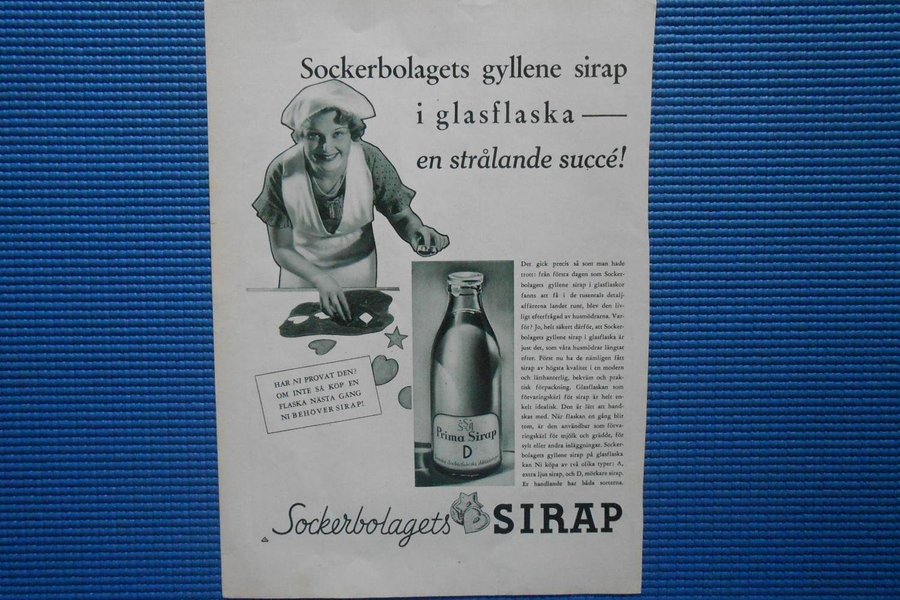 Sockerbolagets gyllene sirap
i glasflaska —
en strålande succé!
Det gick precis så som man hade
trott: från första dagen som Socker-
bolagets gyllene sirap i glasflaskor
fanns att få i de tusentals detalj-
affärerna landet runt, blev den liv-
ligt efterfrågad av husmödrarna. Var-
för? Jo, helt säkert därför, att Socker-
bolagets gyllene sirap i glasflaska är
just det, som våra husmödrar längtat
efter. Först nu ha de nämligen fått
sirap av högsta kvalitet i en modern
och lätthanterlig, bekväm och prak-
tisk förpackning. Glasflaskan som
förvaringskärl för sirap är helt en-
kelt idealisk. Den är lätt att hand-
skas med. När flaskan en gång blir
tom, är den användbar som förva-
ringskärl för mjölk och grädde, för
sylt eller andra inläggningar. Socker-
bolagets gyllene sirap på glasflaska
kan Ni köpa av två olika typer: A,
extra ljus sirap, och D, mörkare sirap.
Er handlande har båda sorterna.
HAR NI PROVAT DEN?
OM INTE SÅ KÖP EN
FLASKA NÄSTA GÅNG
NI BEHÖVER SIRAP!
Prima Sirap
D
Sockerbolagets SIRAP